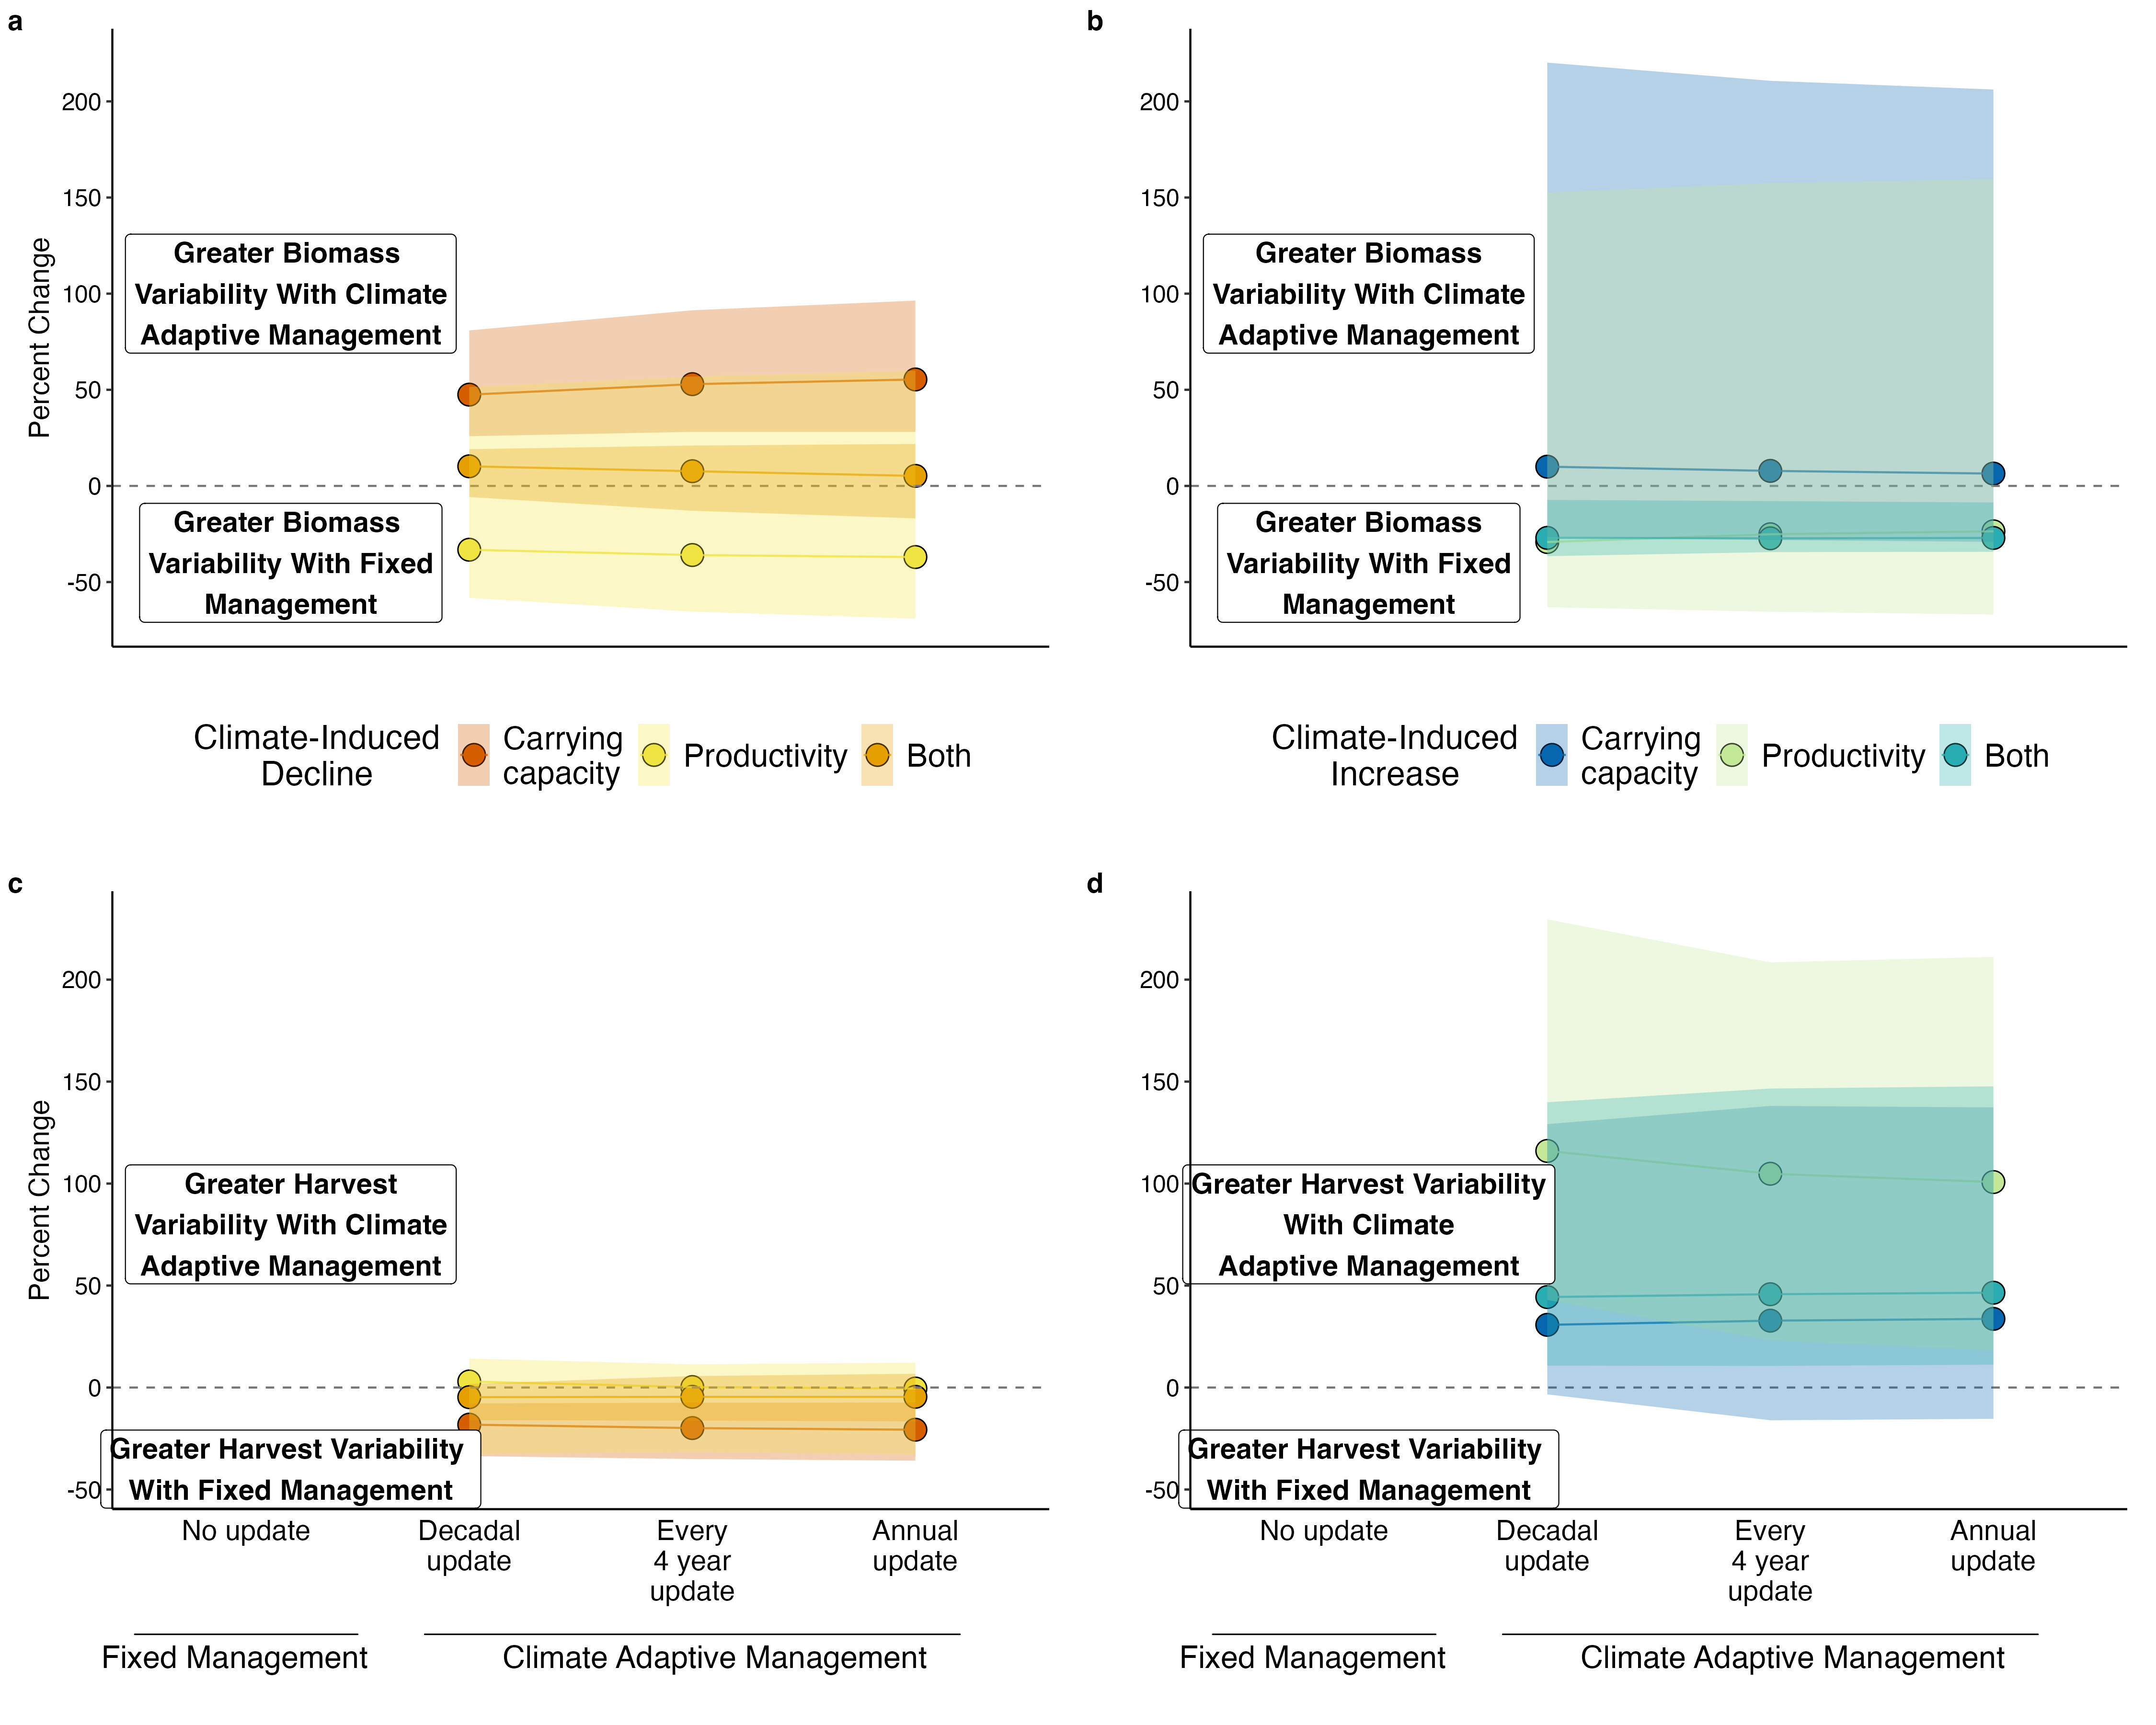 a
200
150
100
50
0
-50
Percent Change
Greater Biomass
Variability With Climate
Adaptive Management
Greater Biomass
Variability With Fixed
Management
Climate-Induced
Decline
Carrying
capacity
Productivity
Both
b
200
150
100
50
0
-50
Greater Biomass
Variability With Climate
Adaptive Management
Greater Biomass
Variability With Fixed
Management
Climate-Induced
Increase
Carrying
capacity
Productivity
Both
c
200
150
100
50
0
-50
Percent Change
Greater Harvest
Variability With Climate
Adaptive Management
Greater Harvest Variability
With Fixed Management
No update
Decadal
update
Every
4 year
update
Annual
update
Fixed Management
Climate Adaptive Management
d
200
150
100
50
0
-50
Greater Harvest Variability
With Climate
Adaptive Management
Greater Harvest Variability
With Fixed Management
No update
Decadal
update
Every
4 year
update
Annual
update
Fixed Management
Climate Adaptive Management